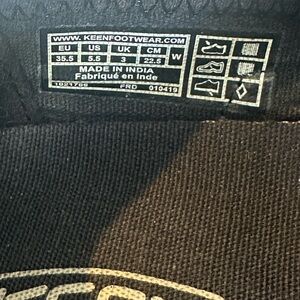 WWW.KEENFOOTWEAR.COM
EU US UK CM W
35.5 5.5 3 22.5
MADE IN INDIA
Fabriqué en Inde
FRD 010419